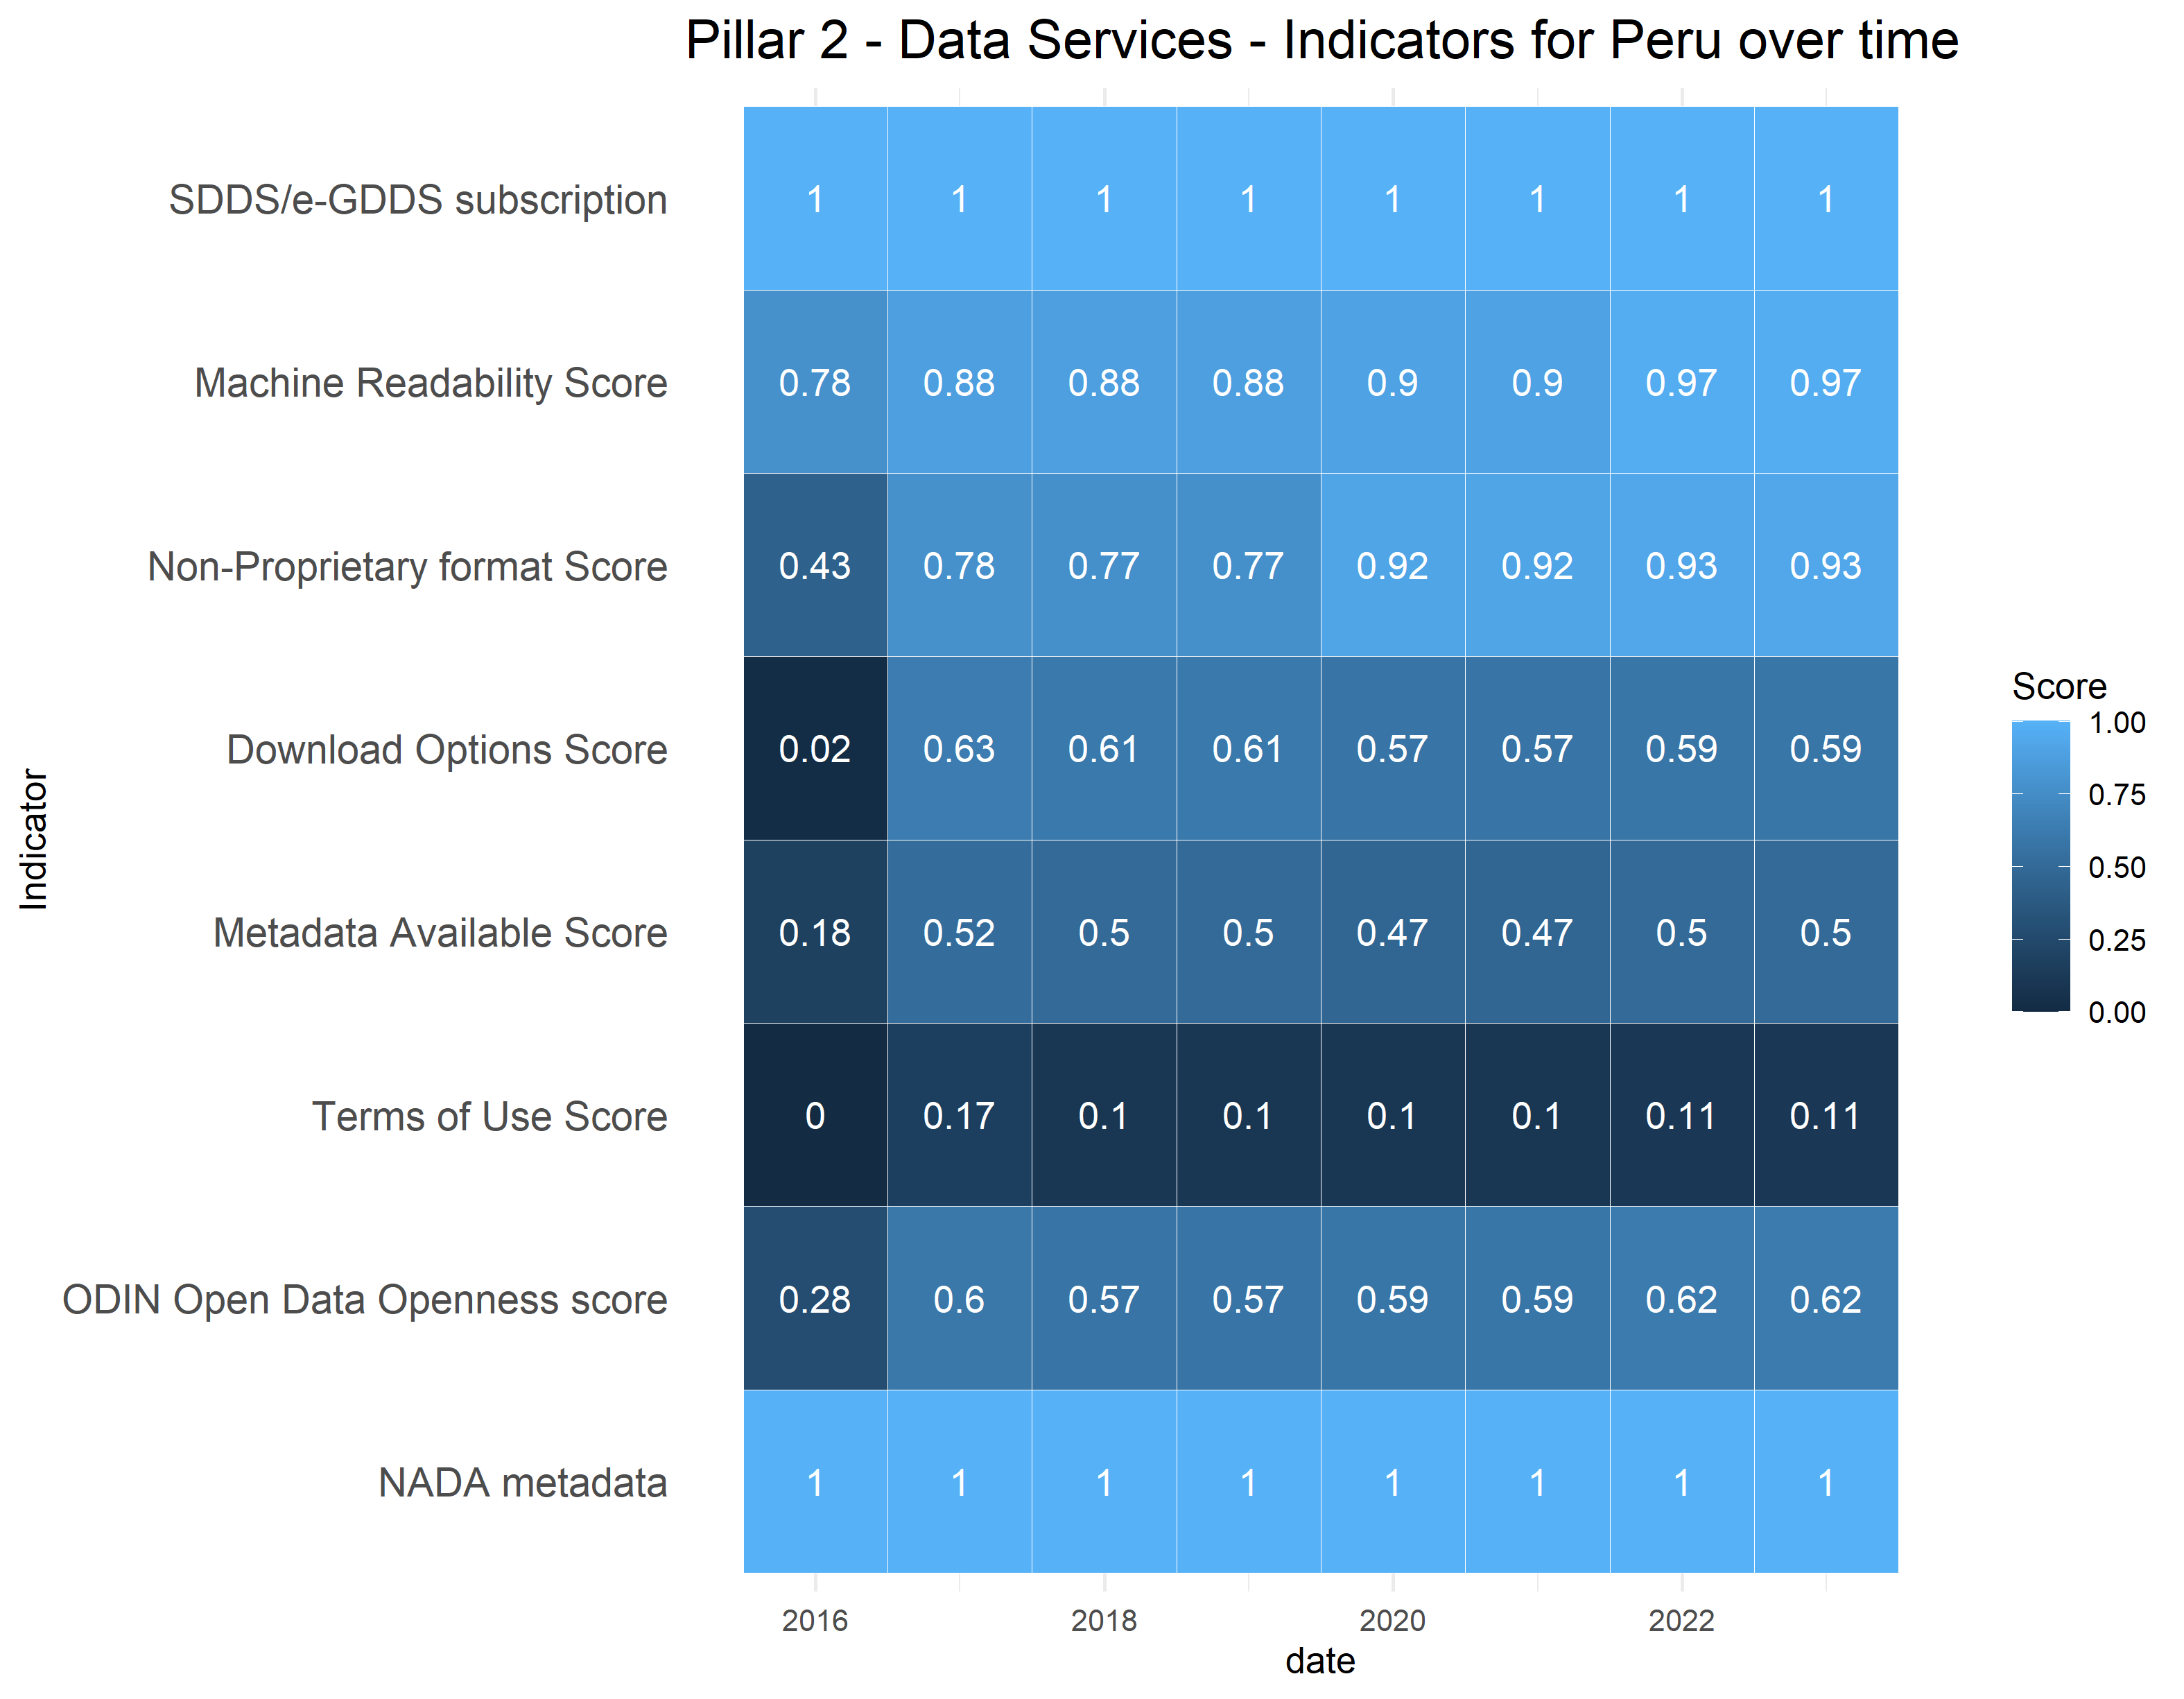 Pillar 2 - Data Services - Indicators for Peru over time
Indicator
SDDS/e-GDDS subscription 1 1 1 1 1 1 1 1
Machine Readability Score 0.78 0.88 0.88 0.88 0.9 0.9 0.97 0.97
Non-Proprietary format Score 0.43 0.78 0.77 0.77 0.92 0.92 0.93 0.93
Download Options Score 0.02 0.63 0.61 0.61 0.57 0.57 0.59 0.59
Metadata Available Score 0.18 0.52 0.5 0.5 0.47 0.47 0.5 0.5
Terms of Use Score 0 0.17 0.1 0.1 0.1 0.1 0.11 0.11
ODIN Open Data Openness score 0.28 0.6 0.57 0.57 0.59 0.59 0.62 0.62
NADA metadata 1 1 1 1 1 1 1 1
2016 2018 2020 2022
date
Score
1.00
0.75
0.50
0.25
0.00